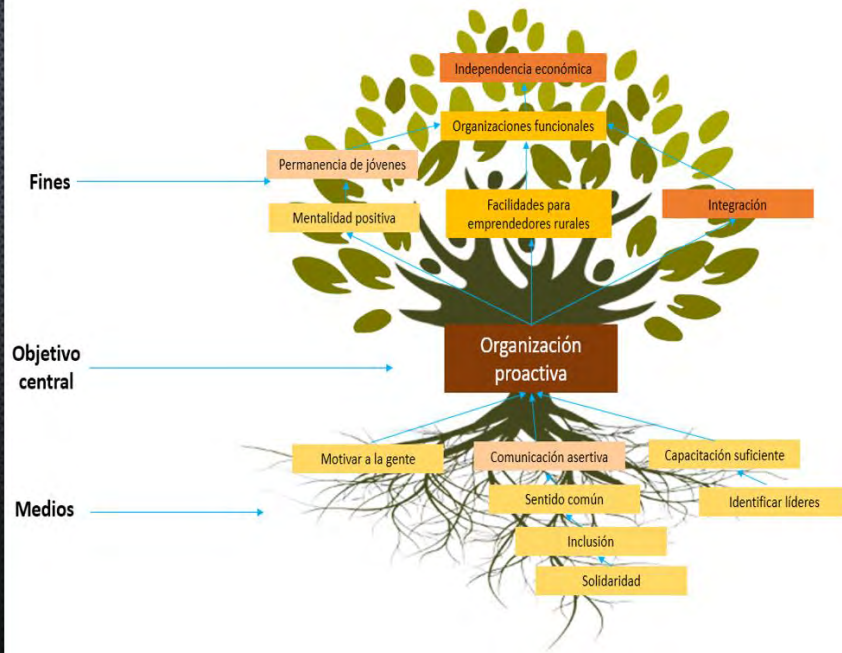 Independencia económica
Organizaciones funcionales
Permanencia de jóvenes
Fines
Mentalidad positiva
Facilidades para
emprendedores rurales
Integración
Organización
proactiva
Objetivo
central
Motivar a la gente
Comunicación asertiva
Capacitación suficiente
Medios
Sentido común
Identificar líderes
Inclusión
Solidaridad